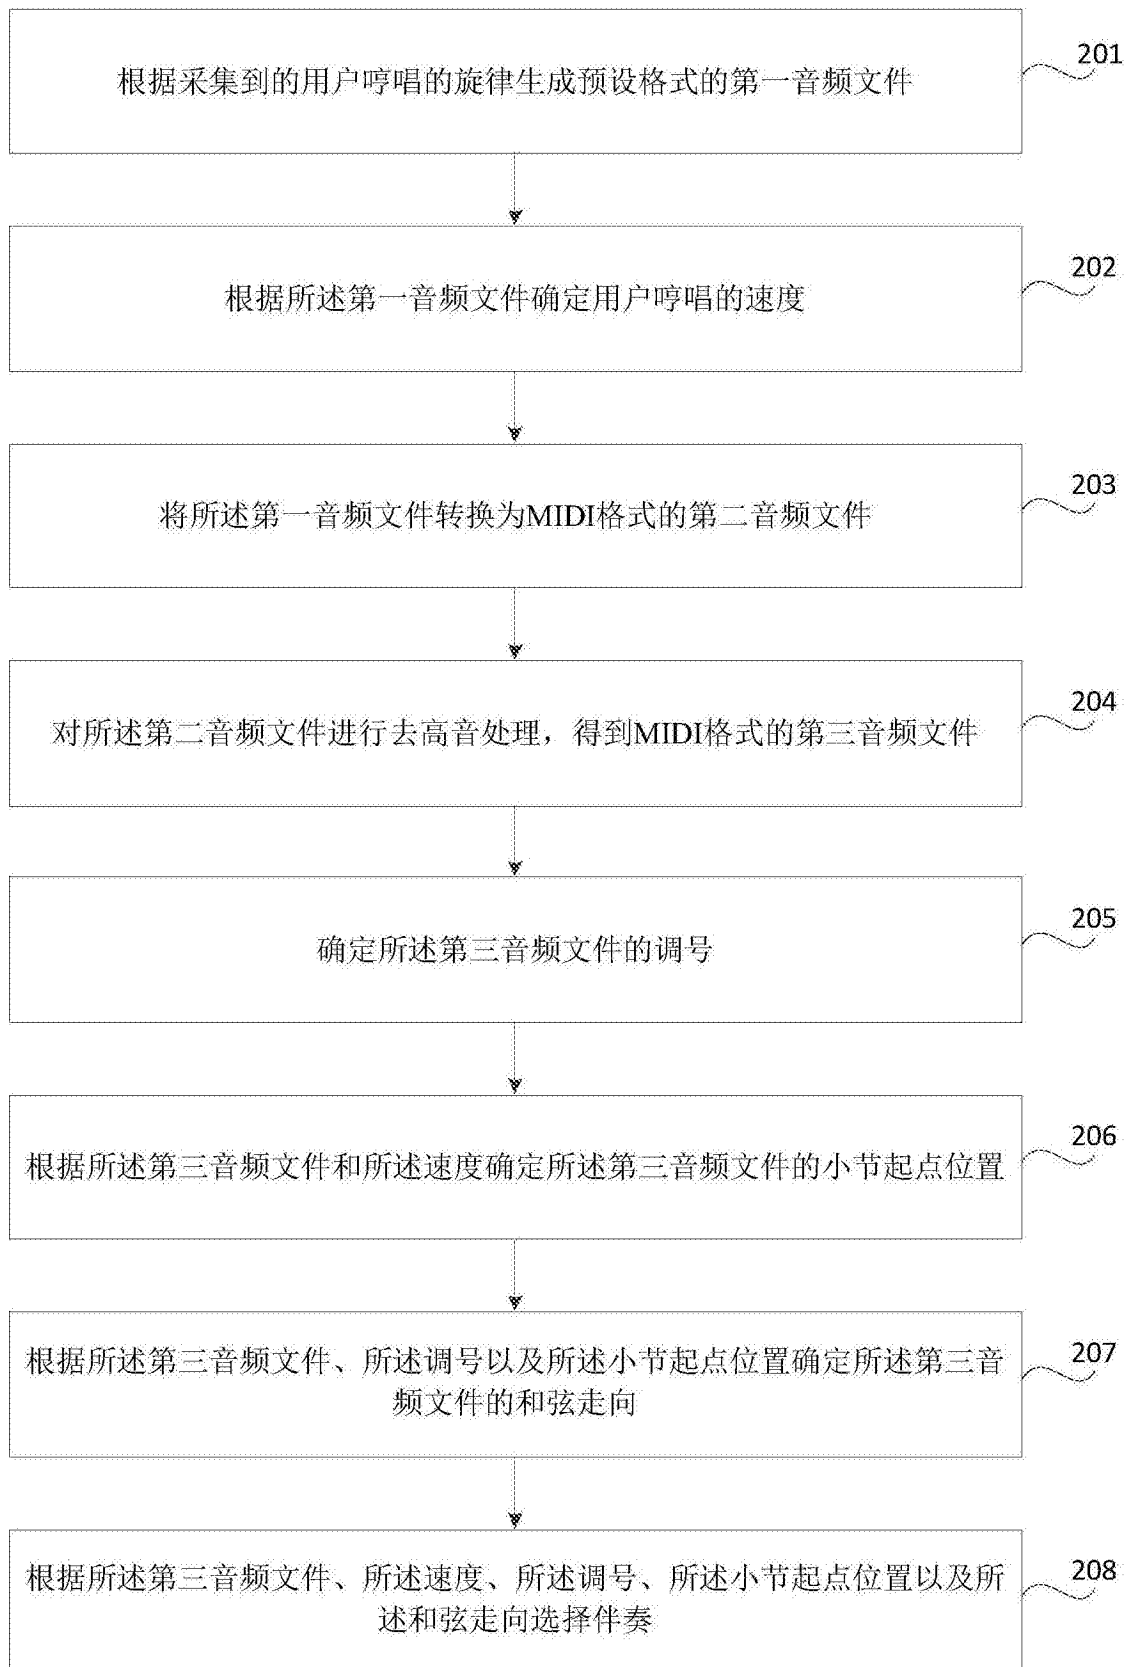 根据采集到的用户哼唱的旋律生成预设格式的第一音频文件
201
根据所述第一音频文件确定用户哼唱的速度
202
将所述第一音频文件转换为MIDI格式的第二音频文件
203
对所述第二音频文件进行去高音处理，得到MIDI格式的第三音频文件
204
确定所述第三音频文件的调号
205
根据所述第三音频文件和所述速度确定所述第三音频文件的小节起点位置
206
根据所述第三音频文件、所述调号以及所述小节起点位置确定所述第三音
频文件的和弦走向
207
根据所述第三音频文件、所述速度、所述调号、所述小节起点位置以及所
述和弦走向选择伴奏
208